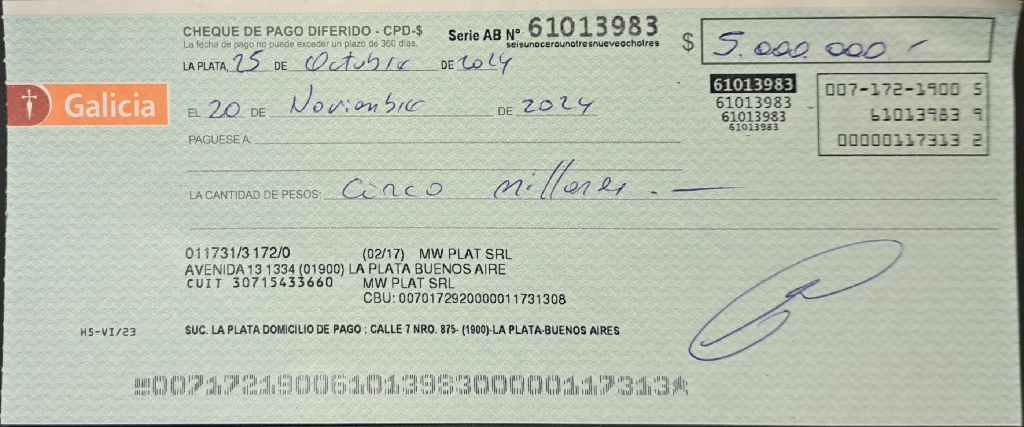 CHEQUE DE PAGO DIFERIDO - CPD-$
La fecha de pago no puede exceder un plazo de 360 días.
Serie AB Nº 61013983
seisunocerounotresnueveochotres
$ 5.000.000.-
LA PLATA, 25 DE Octubre DE 2024
61013983
61013983
61013983
61013983
007-172-1900 5
61013983 9
00000117313 2
Galicia
EL 20 DE Noviembre DE 2024
PAGUESE A:
LA CANTIDAD DE PESOS: Cinco millones.-
011731/3 172/0 (02/17) MW PLAT SRL
AVENIDA 13 1334 (01900) LA PLATA BUENOS AIRE
CUIT 30715433660 MW PLAT SRL
CBU: 0070172920000011731308
H5-VI/23
SUC. LA PLATA DOMICILIO DE PAGO : CALLE 7 NRO. 875- (1900)-LA PLATA-BUENOS AIRES
00717219006101398300000117313